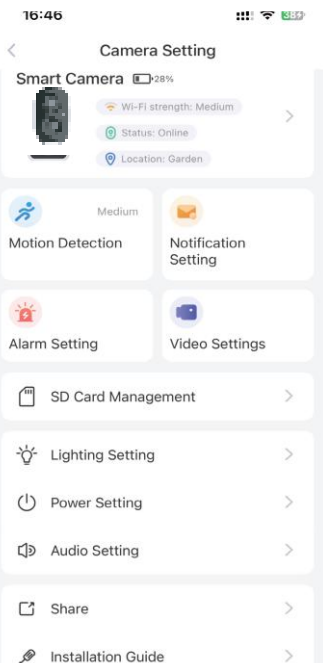 16:46
38
Camera Setting
Smart Camera 28%
Wi-Fi strength: Medium
Status: Online
Location: Garden
Medium
Motion Detection
Notification
Setting
Alarm Setting
Video Settings
SD Card Management
Lighting Setting
Power Setting
Audio Setting
Share
Installation Guide